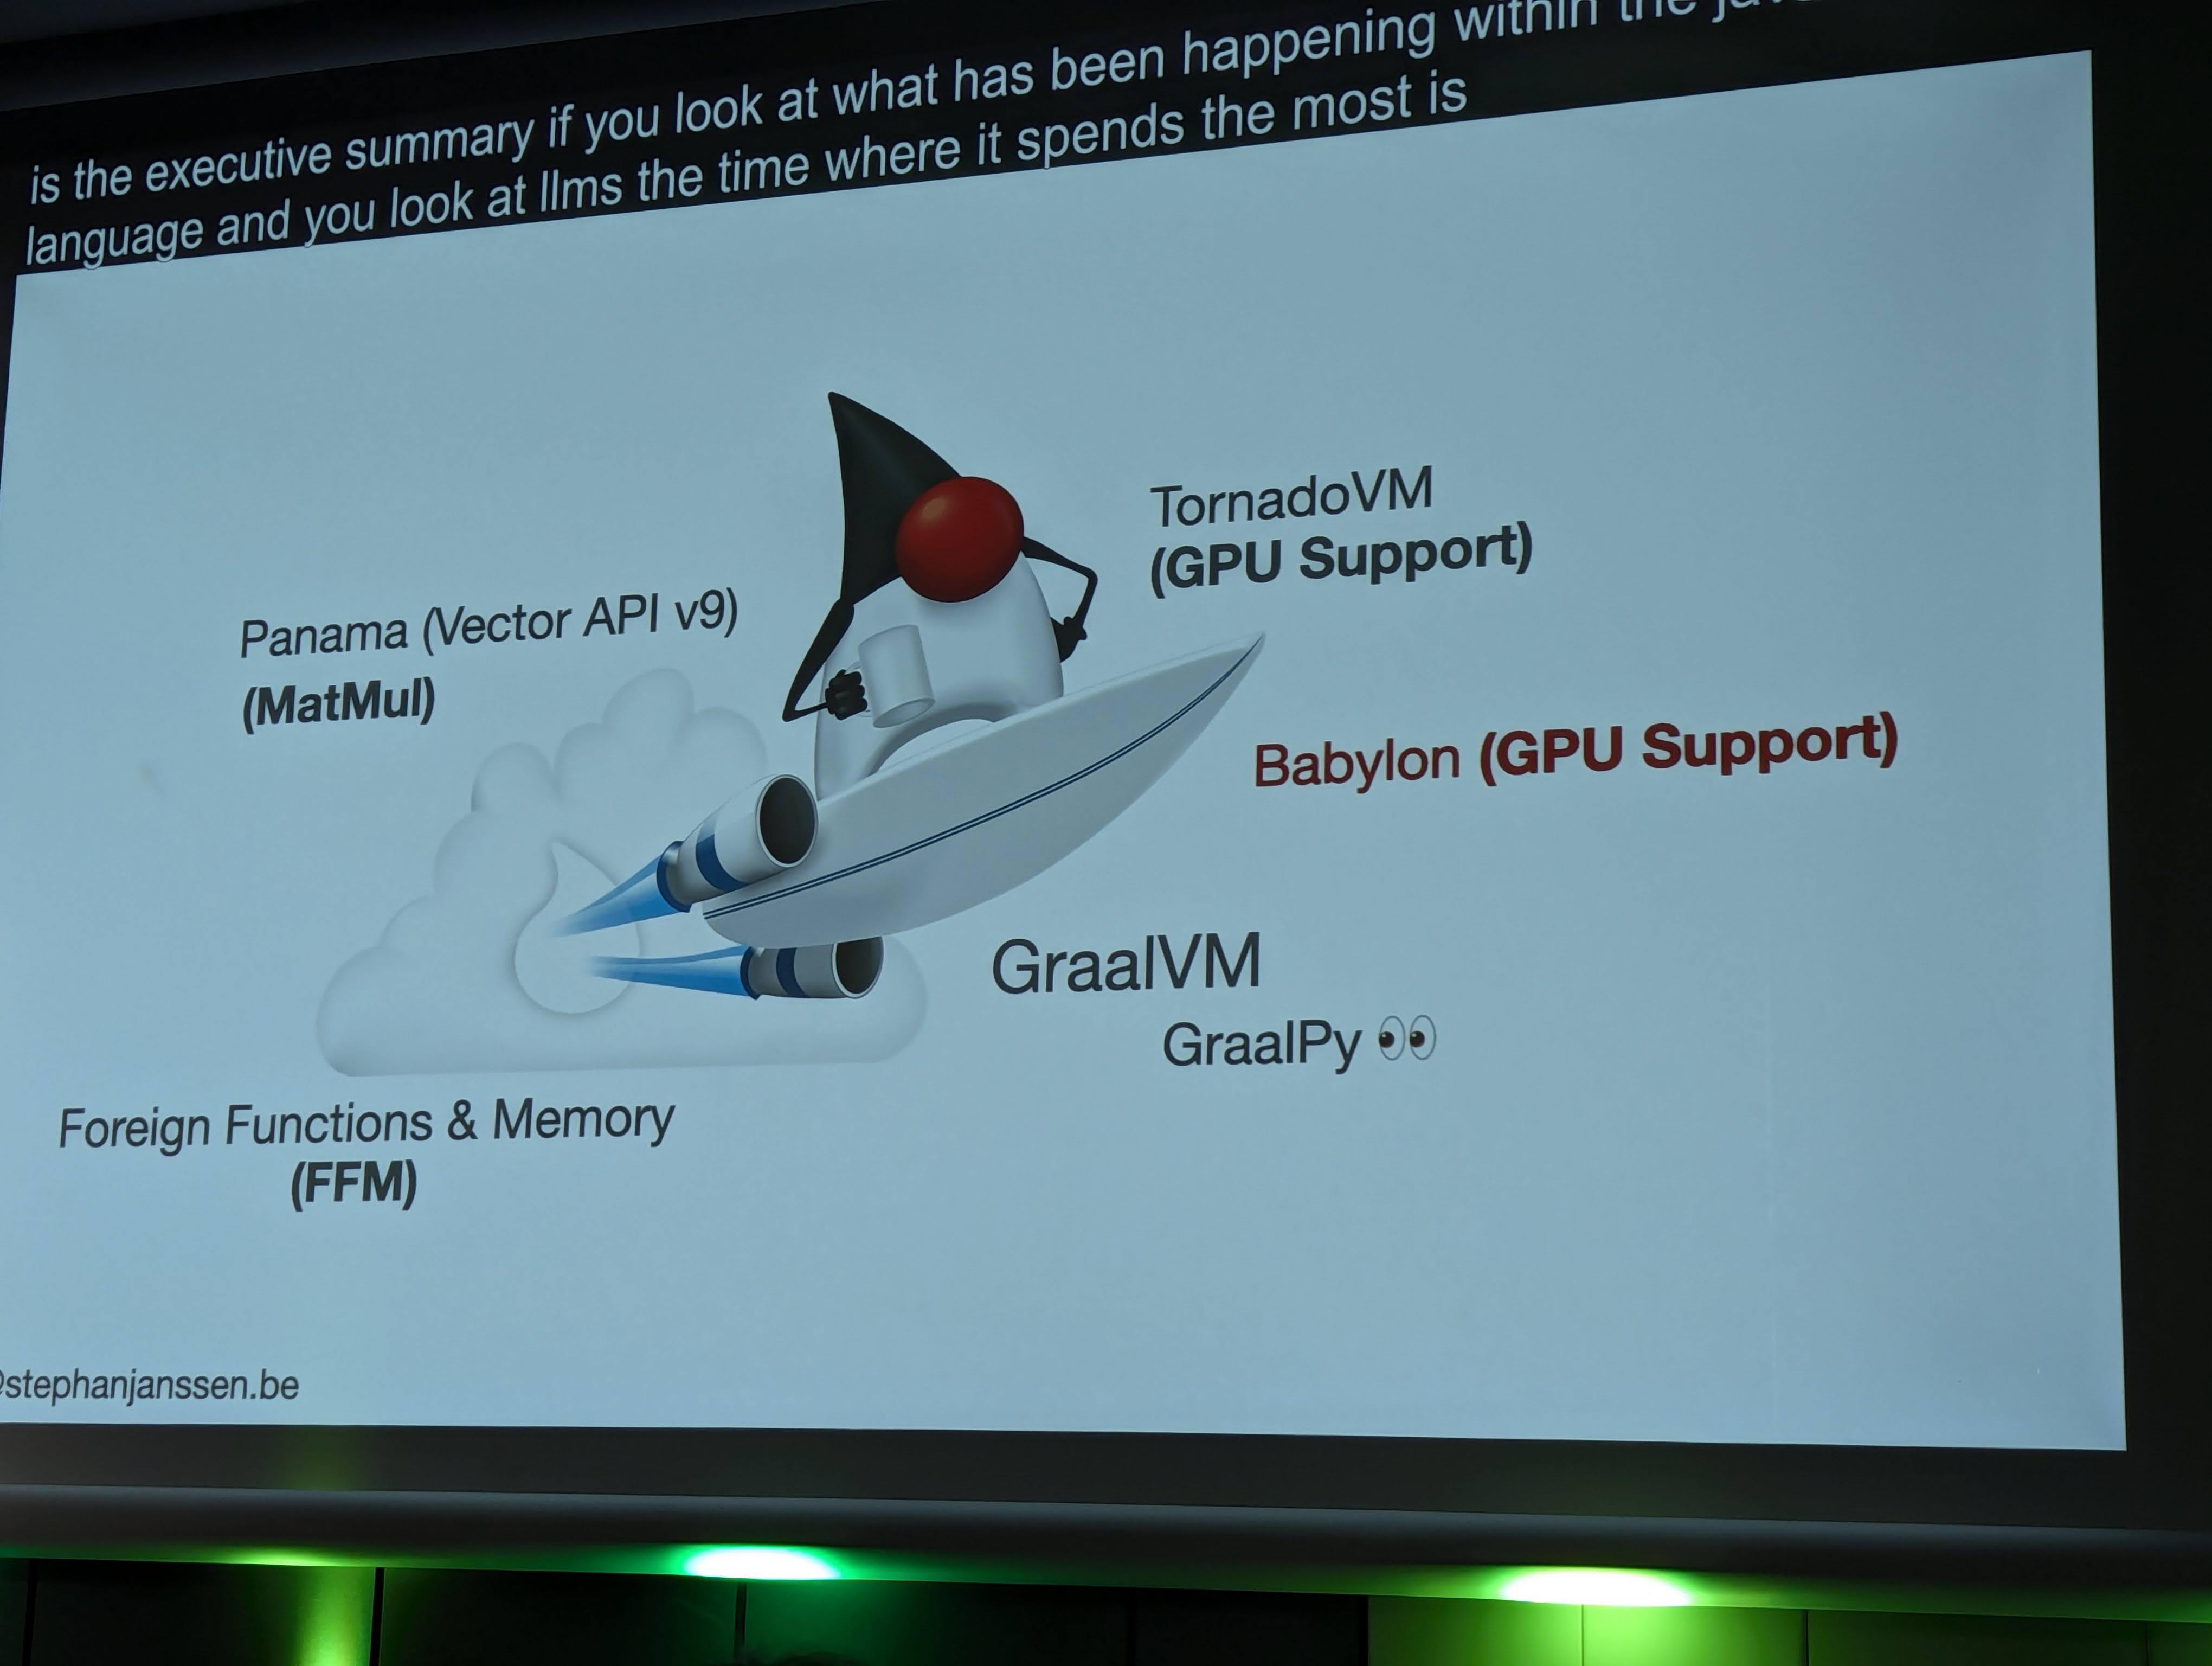 is the executive summary if you look at what has been happening within the
language and you look at llms the time where it spends the most is
TornadoVM
(GPU Support)
Panama (Vector API v9)
(MatMul)
Babylon (GPU Support)
GraalVM
GraalPy 👀
Foreign Functions & Memory
(FFM)
@stephanjanssen.be